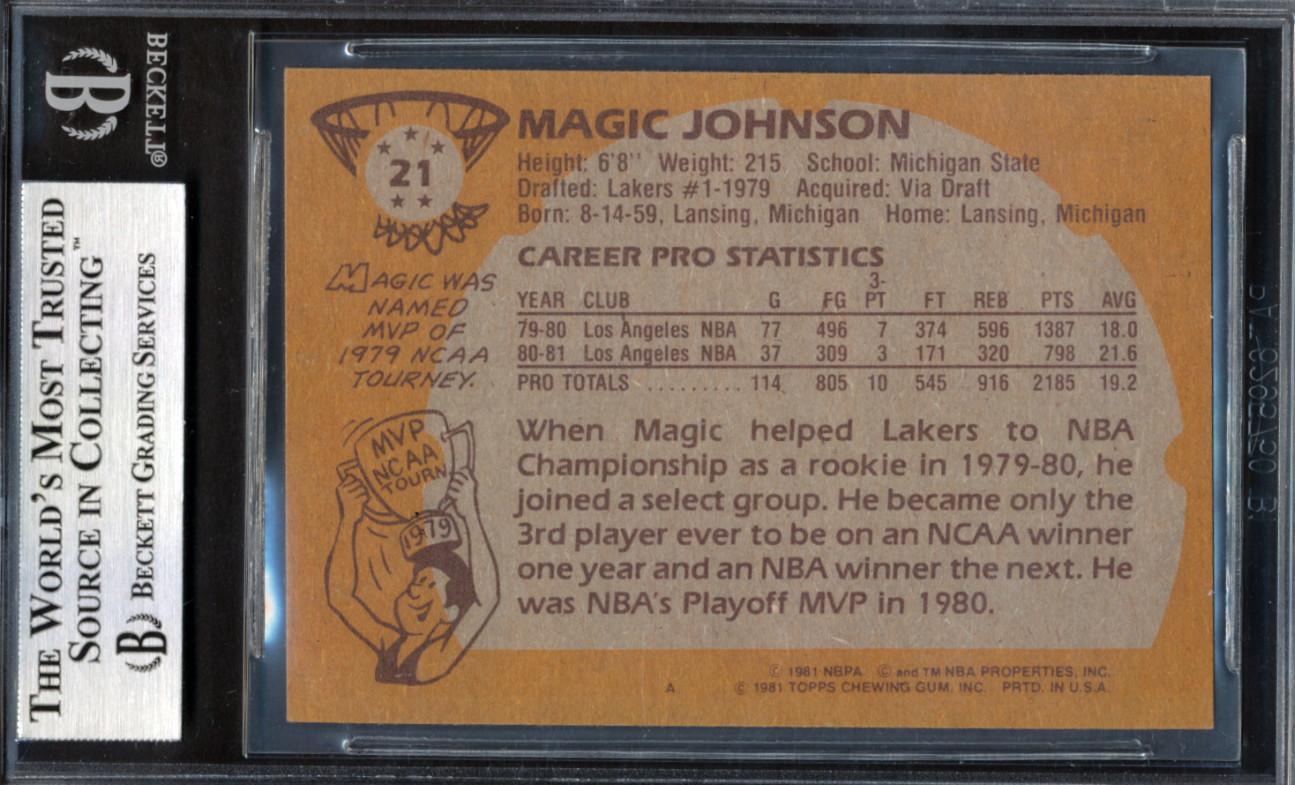 BECKETT®
THE WORLD'S MOST TRUSTED
SOURCE IN COLLECTING™
B BECKETT GRADING SERVICES
21
MAGIC JOHNSON
Height: 6'8'' Weight: 215 School: Michigan State
Drafted: Lakers #1-1979 Acquired: Via Draft
Born: 8-14-59, Lansing, Michigan Home: Lansing, Michigan
MAGIC WAS
NAMED
MVP OF
1979 NCAA
TOURNEY.
MVP
NCAA
TOURN
1979
CAREER PRO STATISTICS
YEAR CLUB G FG 3-PT FT REB PTS AVG
79-80 Los Angeles NBA 77 496 7 374 596 1387 18.0
80-81 Los Angeles NBA 37 309 3 171 320 798 21.6
PRO TOTALS ......... 114 805 10 545 916 2185 19.2
When Magic helped Lakers to NBA
Championship as a rookie in 1979-80, he
joined a select group. He became only the
3rd player ever to be on an NCAA winner
one year and an NBA winner the next. He
was NBA's Playoff MVP in 1980.
© 1981 NBPA © and TM NBA PROPERTIES, INC.
A © 1981 TOPPS CHEWING GUM, INC. PRTD. IN U.S.A.